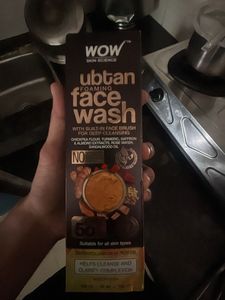 WOW
SKIN SCIENCE
ubtan
FOAMING
face
wash
WITH BUILT-IN FACE BRUSH
FOR DEEP CLEANSING
CHICKPEA FLOUR, TURMERIC, SAFFRON
& ALMOND EXTRACTS, ROSE WATER,
SANDALWOOD OIL
NO
Suitable for all skin types
HELPS CLEANSE AND
CLARIFY COMPLEXION